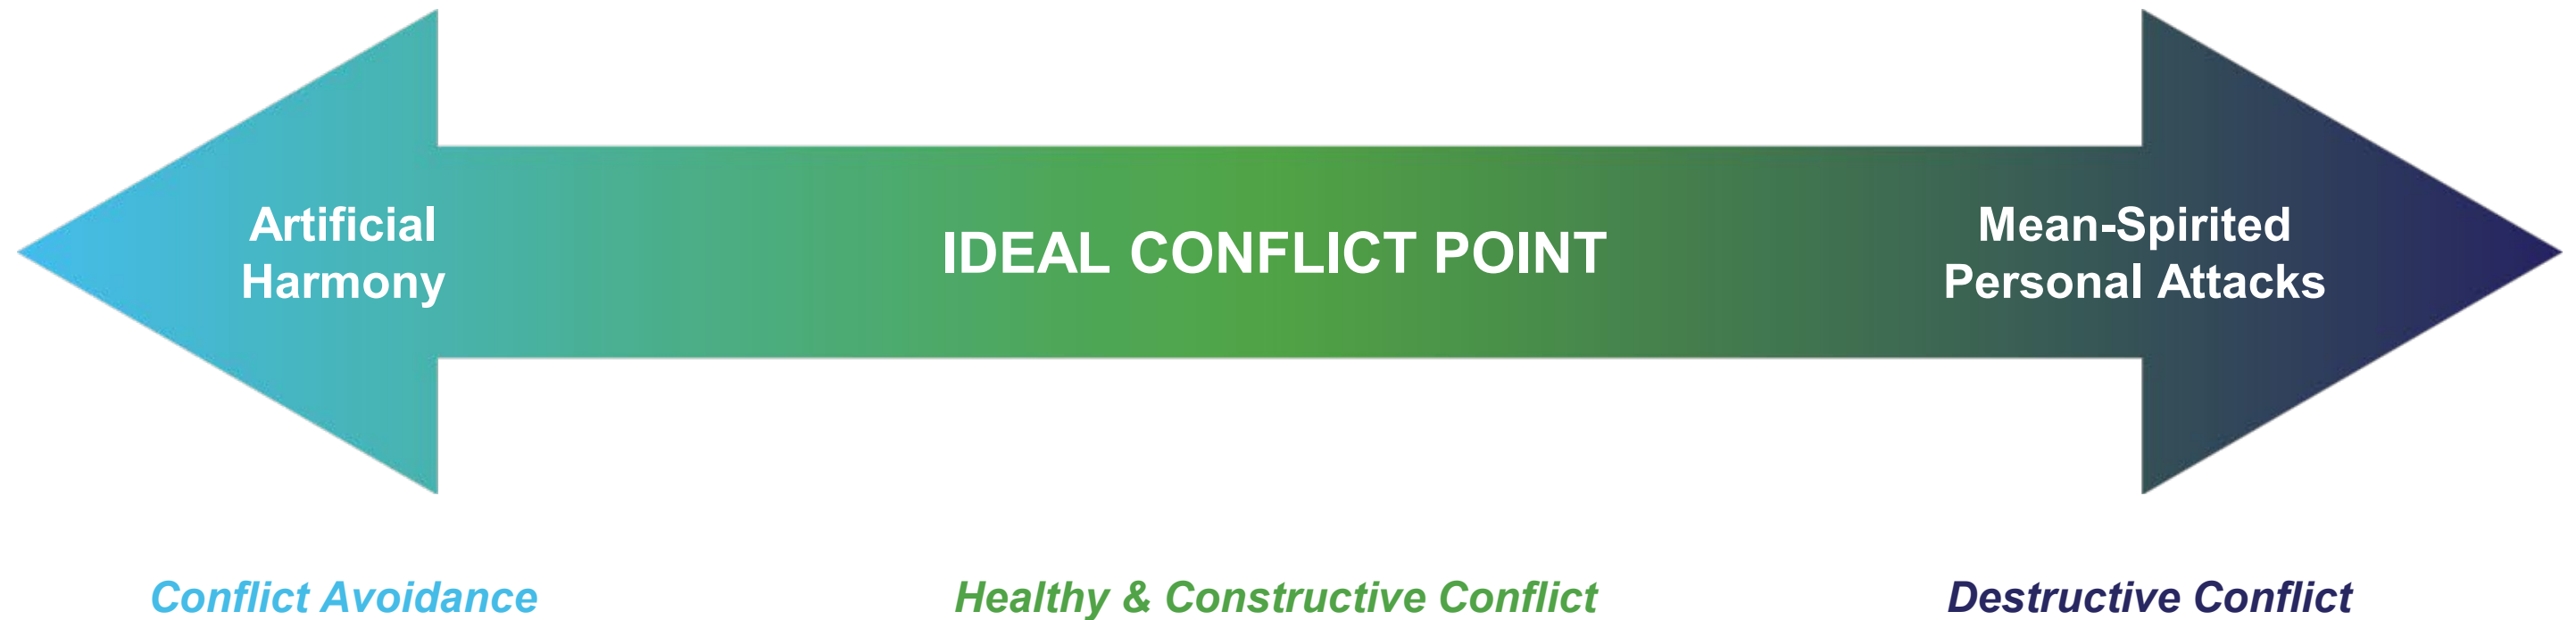 Artificial
Harmony
IDEAL CONFLICT POINT
Mean-Spirited
Personal Attacks
Conflict Avoidance
Healthy & Constructive Conflict
Destructive Conflict